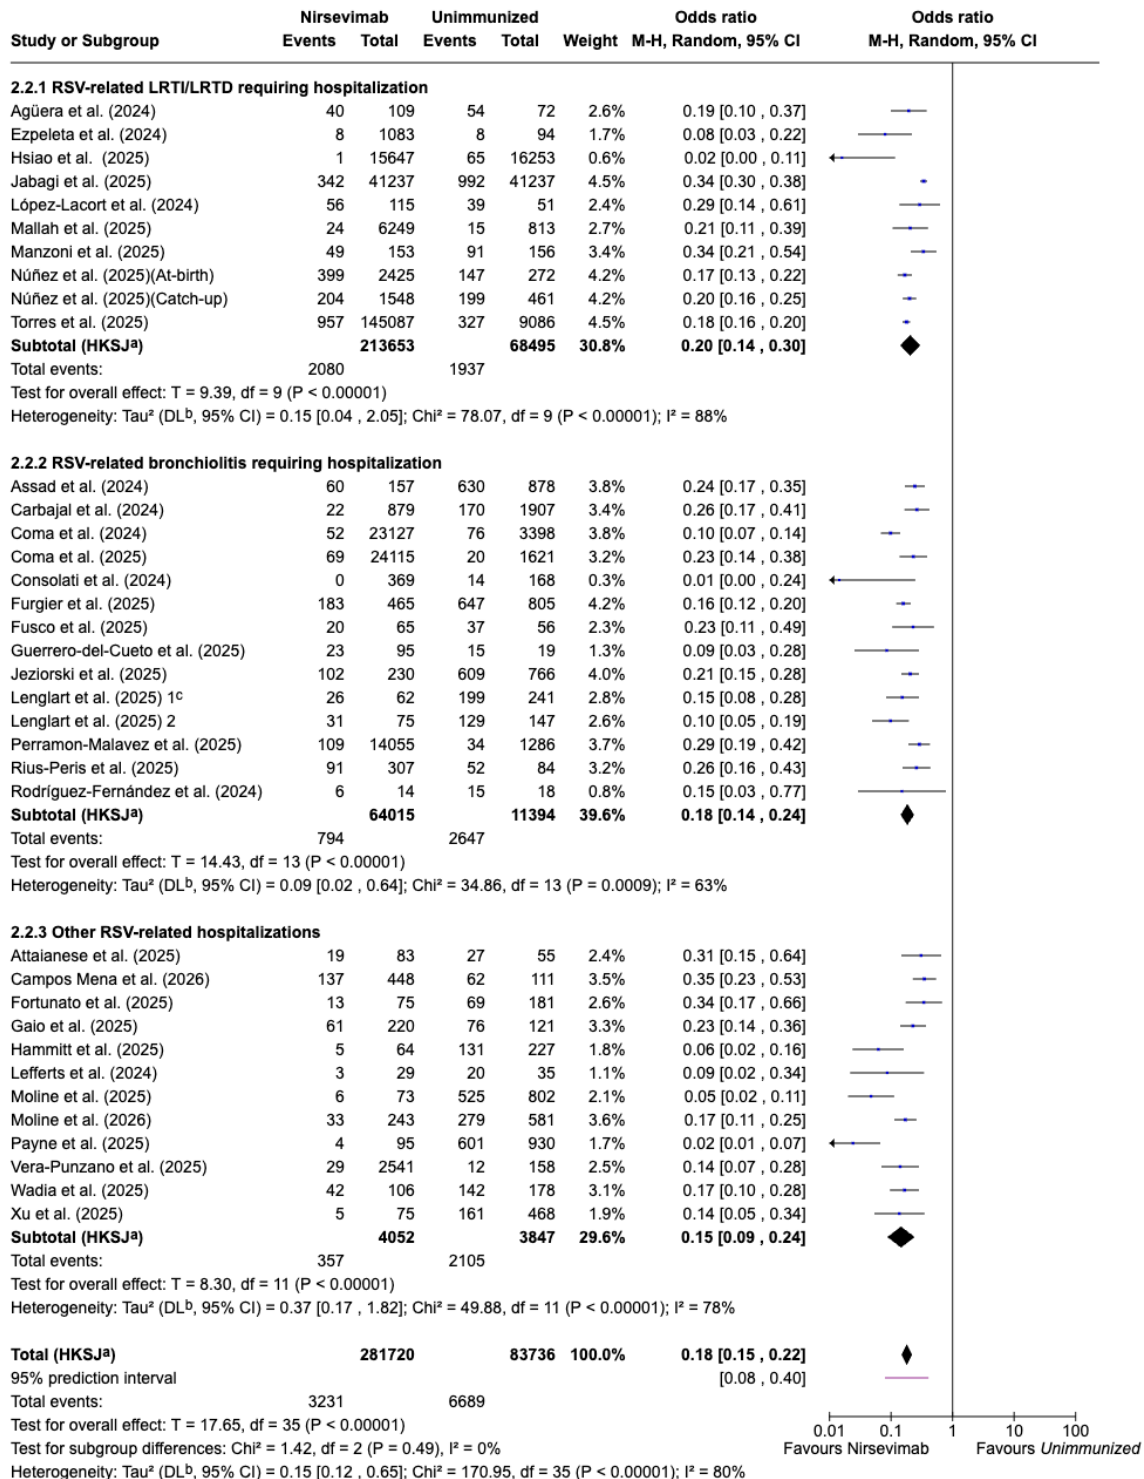 Nirsevimab Unimmunized Odds ratio Odds ratio
Study or Subgroup Events Total Events Total Weight M-H, Random, 95% CI M-H, Random, 95% CI
2.2.1 RSV-related LRTI/LRTD requiring hospitalization
Agüera et al. (2024) 40 109 54 72 2.6% 0.19 [0.10 , 0.37]
Ezpeleta et al. (2024) 8 1083 8 94 1.7% 0.08 [0.03 , 0.22]
Hsiao et al. (2025) 1 15647 65 16253 0.6% 0.02 [0.00 , 0.11]
Jabagi et al. (2025) 342 41237 992 41237 4.5% 0.34 [0.30 , 0.38]
López-Lacort et al. (2024) 56 115 39 51 2.4% 0.29 [0.14 , 0.61]
Mallah et al. (2025) 24 6249 15 813 2.7% 0.21 [0.11 , 0.39]
Manzoni et al. (2025) 49 153 91 156 3.4% 0.34 [0.21 , 0.54]
Núñez et al. (2025)(At-birth) 399 2425 147 272 4.2% 0.17 [0.13 , 0.22]
Núñez et al. (2025)(Catch-up) 204 1548 199 461 4.2% 0.20 [0.16 , 0.25]
Torres et al. (2025) 957 145087 327 9086 4.5% 0.18 [0.16 , 0.20]
Subtotal (HKSJᵃ) 213653 68495 30.8% 0.20 [0.14 , 0.30]
Total events: 2080 1937
Test for overall effect: T = 9.39, df = 9 (P < 0.00001)
Heterogeneity: Tau² (DLᵇ, 95% CI) = 0.15 [0.04 , 2.05]; Chi² = 78.07, df = 9 (P < 0.00001); I² = 88%
2.2.2 RSV-related bronchiolitis requiring hospitalization
Assad et al. (2024) 60 157 630 878 3.8% 0.24 [0.17 , 0.35]
Carbajal et al. (2024) 22 879 170 1907 3.4% 0.26 [0.17 , 0.41]
Coma et al. (2024) 52 23127 76 3398 3.8% 0.10 [0.07 , 0.14]
Coma et al. (2025) 69 24115 20 1621 3.2% 0.23 [0.14 , 0.38]
Consolati et al. (2024) 0 369 14 168 0.3% 0.01 [0.00 , 0.24]
Furgier et al. (2025) 183 465 647 805 4.2% 0.16 [0.12 , 0.20]
Fusco et al. (2025) 20 65 37 56 2.3% 0.23 [0.11 , 0.49]
Guerrero-del-Cueto et al. (2025) 23 95 15 19 1.3% 0.09 [0.03 , 0.28]
Jeziorski et al. (2025) 102 230 609 766 4.0% 0.21 [0.15 , 0.28]
Lenglart et al. (2025) 1ᶜ 26 62 199 241 2.8% 0.15 [0.08 , 0.28]
Lenglart et al. (2025) 2 31 75 129 147 2.6% 0.10 [0.05 , 0.19]
Perramon-Malavez et al. (2025) 109 14055 34 1286 3.7% 0.29 [0.19 , 0.42]
Rius-Peris et al. (2025) 91 307 52 84 3.2% 0.26 [0.16 , 0.43]
Rodríguez-Fernández et al. (2024) 6 14 15 18 0.8% 0.15 [0.03 , 0.77]
Subtotal (HKSJᵃ) 64015 11394 39.6% 0.18 [0.14 , 0.24]
Total events: 794 2647
Test for overall effect: T = 14.43, df = 13 (P < 0.00001)
Heterogeneity: Tau² (DLᵇ, 95% CI) = 0.09 [0.02 , 0.64]; Chi² = 34.86, df = 13 (P = 0.0009); I² = 63%
2.2.3 Other RSV-related hospitalizations
Attaianese et al. (2025) 19 83 27 55 2.4% 0.31 [0.15 , 0.64]
Campos Mena et al. (2026) 137 448 62 111 3.5% 0.35 [0.23 , 0.53]
Fortunato et al. (2025) 13 75 69 181 2.6% 0.34 [0.17 , 0.66]
Gaio et al. (2025) 61 220 76 121 3.3% 0.23 [0.14 , 0.36]
Hammitt et al. (2025) 5 64 131 227 1.8% 0.06 [0.02 , 0.16]
Lefferts et al. (2024) 3 29 20 35 1.1% 0.09 [0.02 , 0.34]
Moline et al. (2025) 6 73 525 802 2.1% 0.05 [0.02 , 0.11]
Moline et al. (2026) 33 243 279 581 3.6% 0.17 [0.11 , 0.25]
Payne et al. (2025) 4 95 601 930 1.7% 0.02 [0.01 , 0.07]
Vera-Punzano et al. (2025) 29 2541 12 158 2.5% 0.14 [0.07 , 0.28]
Wadia et al. (2025) 42 106 142 178 3.1% 0.17 [0.10 , 0.28]
Xu et al. (2025) 5 75 161 468 1.9% 0.14 [0.05 , 0.34]
Subtotal (HKSJᵃ) 4052 3847 29.6% 0.15 [0.09 , 0.24]
Total events: 357 2105
Test for overall effect: T = 8.30, df = 11 (P < 0.00001)
Heterogeneity: Tau² (DLᵇ, 95% CI) = 0.37 [0.17 , 1.82]; Chi² = 49.88, df = 11 (P < 0.00001); I² = 78%
Total (HKSJᵃ) 281720 83736 100.0% 0.18 [0.15 , 0.22]
95% prediction interval [0.08 , 0.40]
Total events: 3231 6689
Test for overall effect: T = 17.65, df = 35 (P < 0.00001)
0.01 0.1 1 10 100
Test for subgroup differences: Chi² = 1.42, df = 2 (P = 0.49), I² = 0%
Favours Nirsevimab Favours Unimmunized
Heterogeneity: Tau² (DLᵇ, 95% CI) = 0.15 [0.12 , 0.65]; Chi² = 170.95, df = 35 (P < 0.00001); I² = 80%